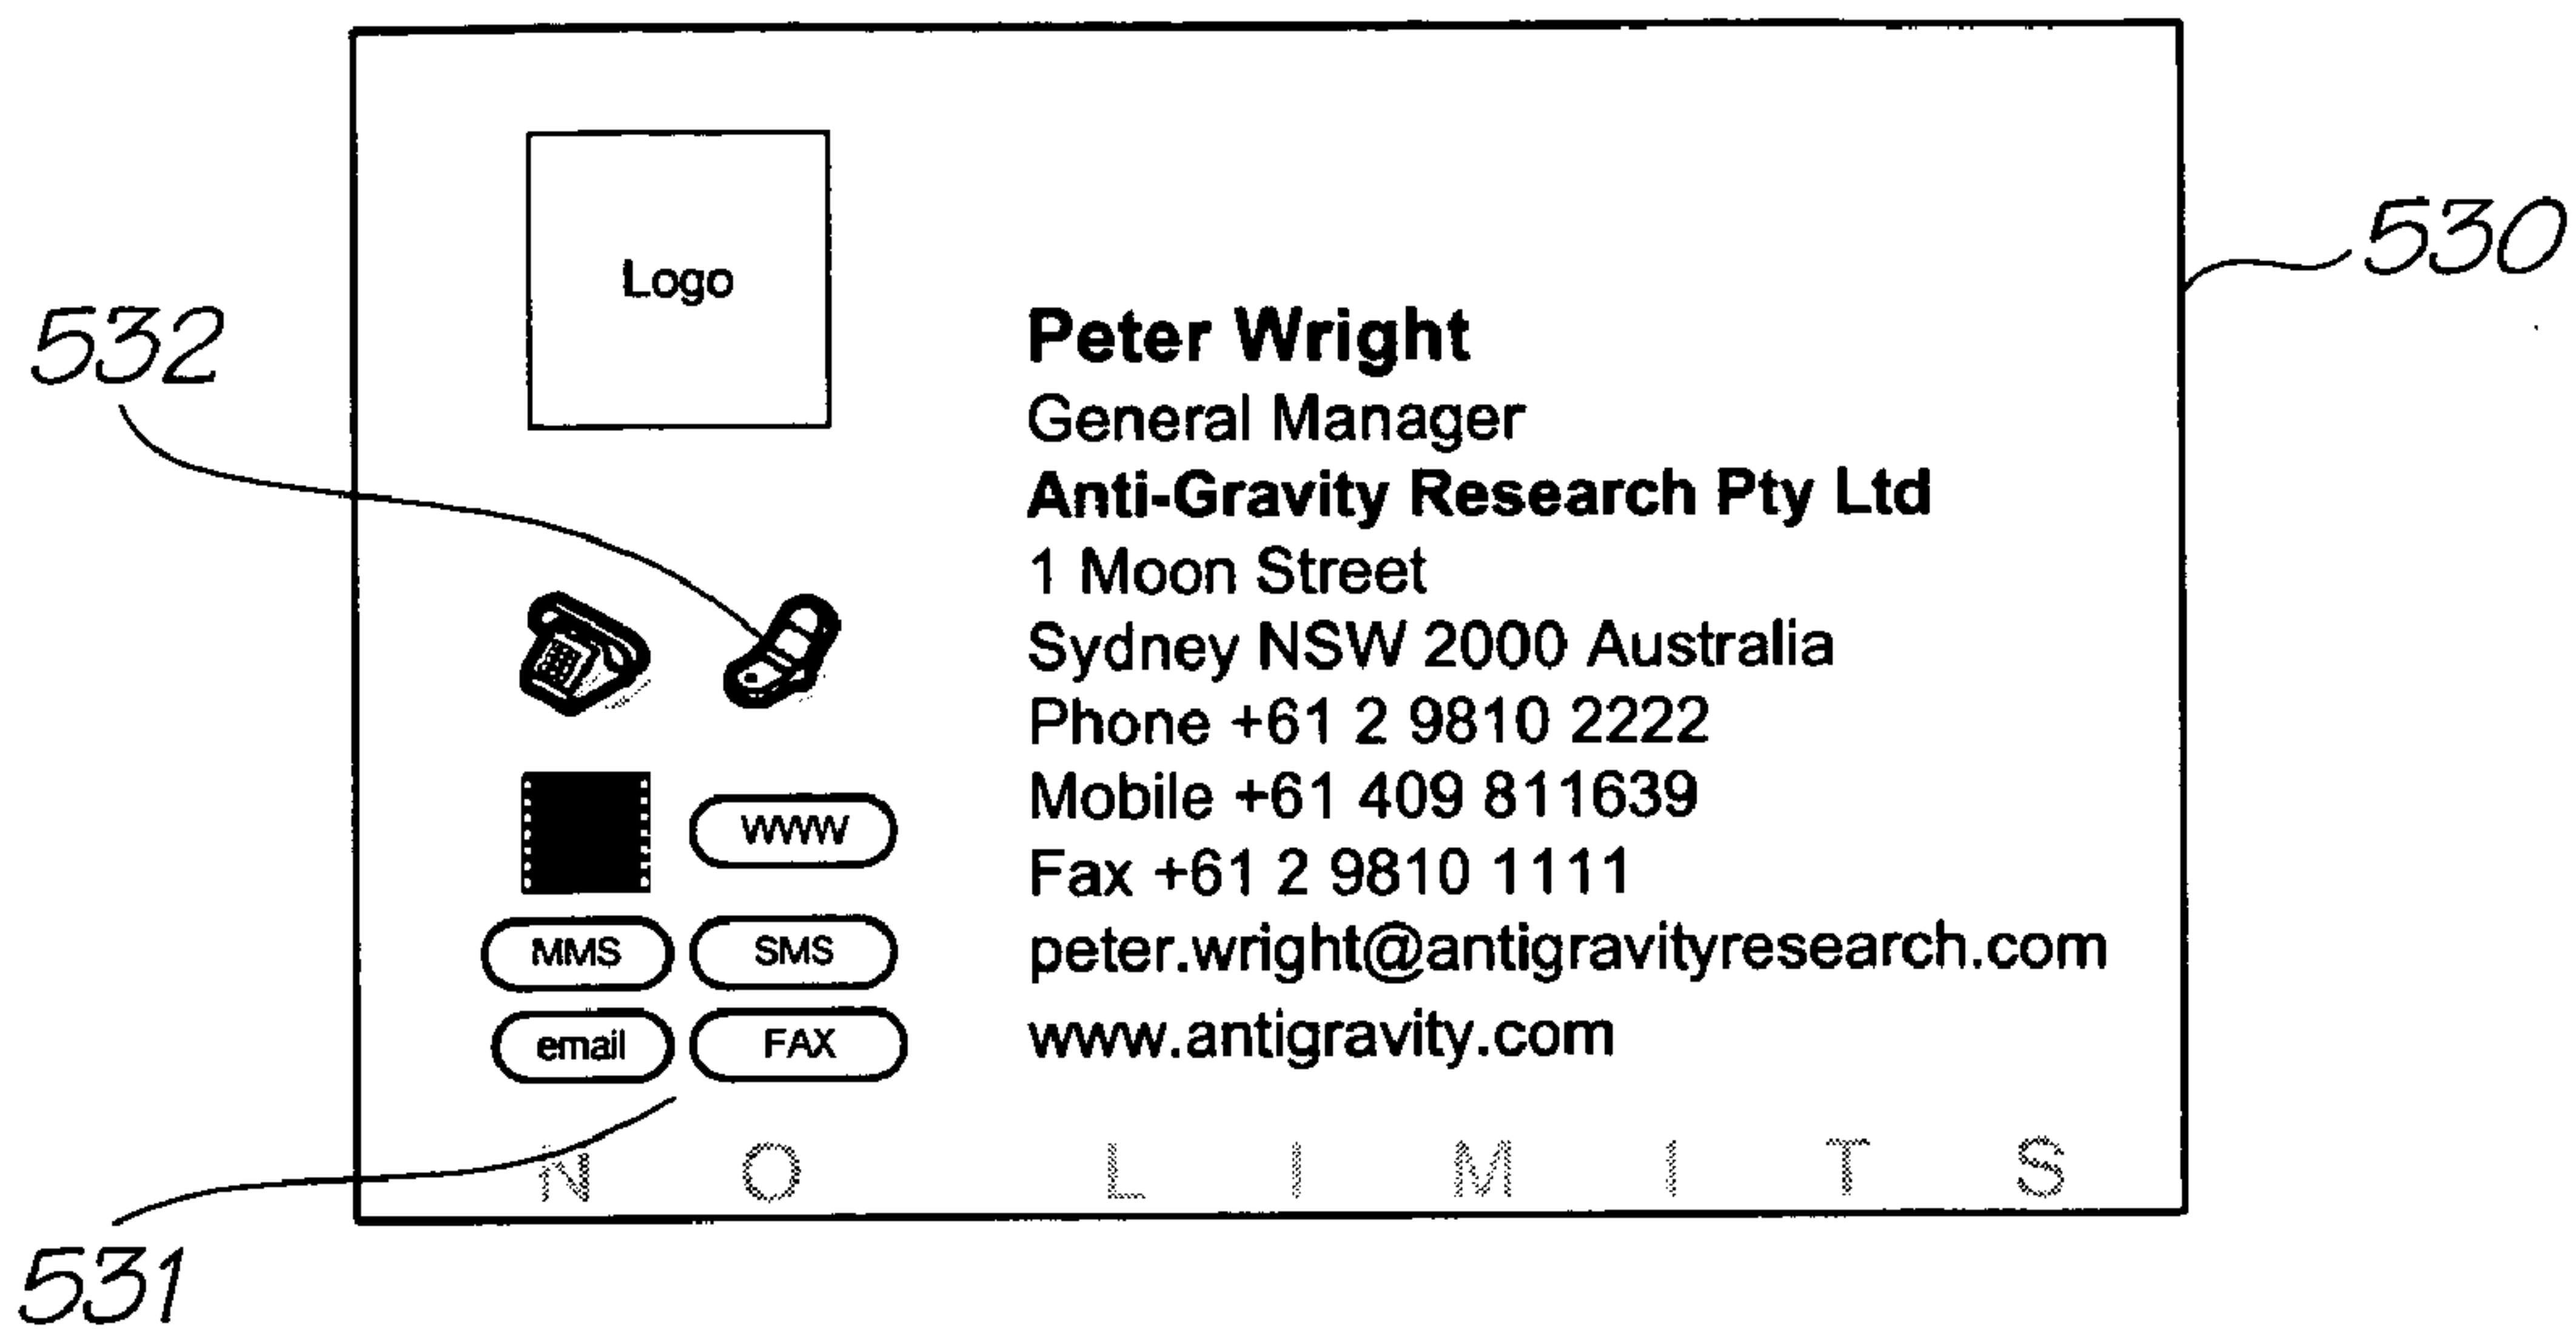 530
Logo
532
Peter Wright
General Manager
Anti-Gravity Research Pty Ltd
1 Moon Street
Sydney NSW 2000 Australia
Phone +61 2 9810 2222
Mobile +61 409 811639
Fax +61 2 9810 1111
peter.wright@antigravityresearch.com
www.antigravity.com
WWW
MMS SMS
email FAX
NO LIMITS
531